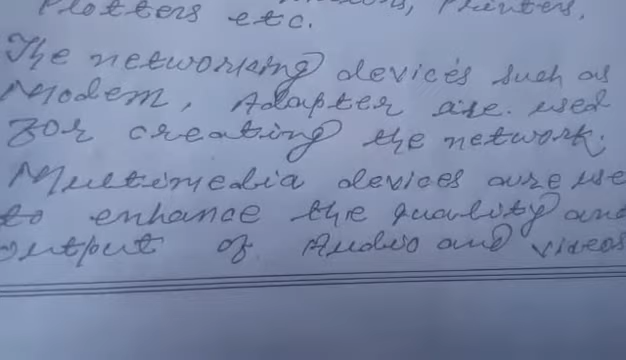 Plotters etc. Printers,
The networking devices such as
Modem, Adapter are used
for creating the network.
Multimedia devices are use
to enhance the quality and
output of Audio and videos